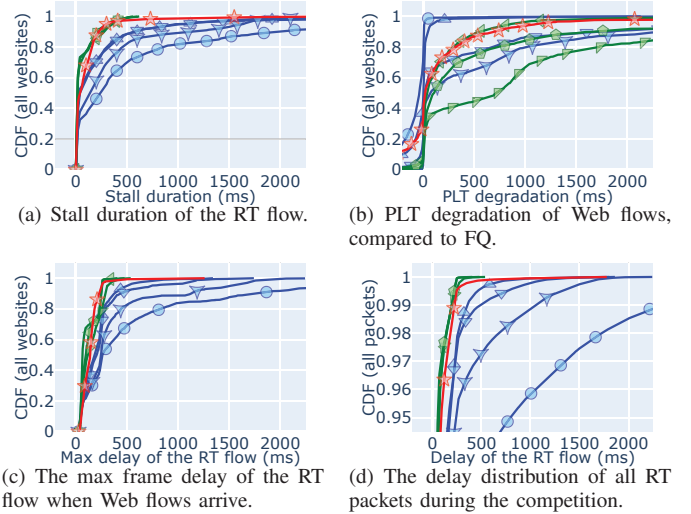 CDF (all websites)
1
0.8
0.6
0.4
0.2
0
0
500
1000
1500
2000
Stall duration (ms)
(a) Stall duration of the RT flow.
CDF (all websites)
1
0.8
0.6
0.4
0.2
0
0
500
1000
1500
2000
PLT degradation (ms)
(b) PLT degradation of Web flows,
compared to FQ.
CDF (all websites)
1
0.8
0.6
0.4
0.2
0
0
500
1000
1500
2000
Max delay of the RT flow (ms)
(c) The max frame delay of the RT
flow when Web flows arrive.
CDF (all packets)
1
0.99
0.98
0.97
0.96
0.95
0
500
1000
1500
2000
Delay of the RT flow (ms)
(d) The delay distribution of all RT
packets during the competition.